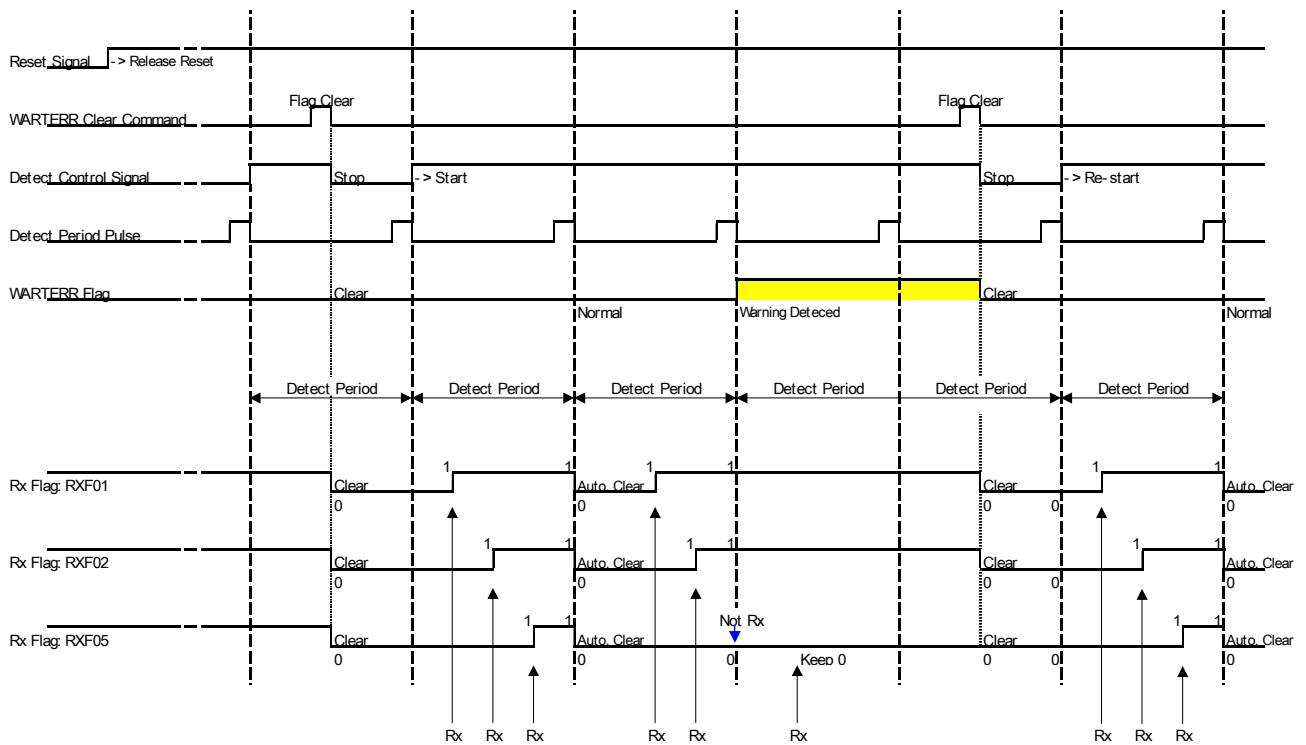 Reset Signal -> Release Reset
Flag Clear Flag Clear
WARTERR Clear Command
Detect Control Signal Stop -> Start Stop -> Re-start
Detect Period Pulse
WARTERR Flag Clear Clear
Normal Warning Deteced Normal
Detect Period Detect Period Detect Period Detect Period Detect Period Detect Period
1 1 1 1 1 1
Rx Flag: RXF01 Clear Auto. Clear Clear Auto. Clear
0 0 0 0 0
1 1 1 1 1 1
Rx Flag: RXF02 Clear Auto. Clear Clear Auto. Clear
0 0 0 0 0
1 1 Not Rx 1 1
Rx Flag: RXF05 Clear Auto. Clear Clear Auto. Clear
0 0 0 Keep 0 0 0 0
Rx Rx Rx Rx Rx Rx Rx Rx Rx